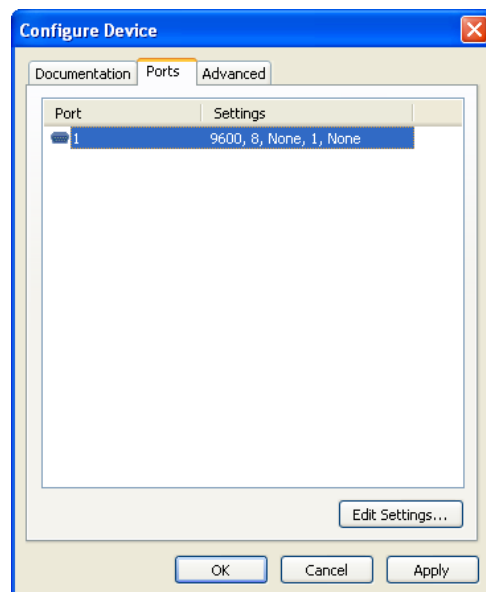 Configure Device
Documentation Ports Advanced
Port Settings
1 9600, 8, None, 1, None
Edit Settings...
OK Cancel Apply